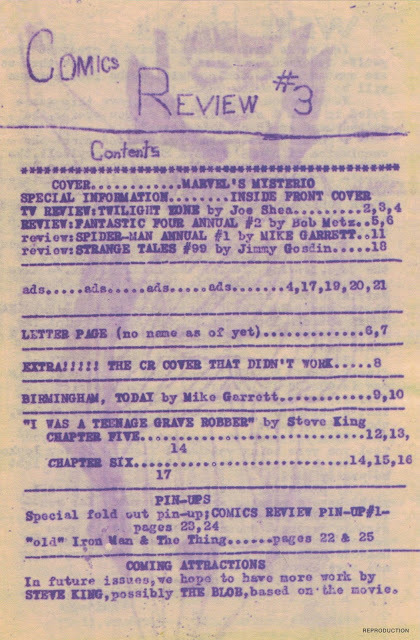 COMICS
REVIEW #3
Contents
************************************************
COVER............MARVEL'S MISTERIO
SPECIAL INFORMATION........INSIDE FRONT COVER
TV REVIEW:TWILIGHT ZONE by Joe Shea.........2,3,4
REVIEW:FANTASTIC FOUR ANNUAL #2 by Bob Metz..5,6
review:SPIDER-MAN ANNUAL #1 by MIKE GARRETT..11
review:STRANGE TALES #99 by Jimmy Gosdin.....18
ads.....ads.....ads.....ads.......4,17,19,20,21
LETTER PAGE (no name as of yet).............6,7
EXTRA!!!!! THE CR COVER THAT DIDN'T WORK.....8
BIRMINGHAM, TODAY by Mike Garrett...........9,10
"I WAS A TEENAGE GRAVE ROBBER" by Steve King
CHAPTER FIVE............................12,13,
14
CHAPTER SIX...........................14,15,16
17
PIN-UPS
Special fold out pin-up;COMICS REVIEW PIN-UP#1-
pages 23,24
"old" Iron Man & The Thing......pages 22 & 25
COMING ATTRACTIONS
In future issues,we hope to have more work by
STEVE KING,possibly THE BLOB,based on the movie.
REPRODUCTION